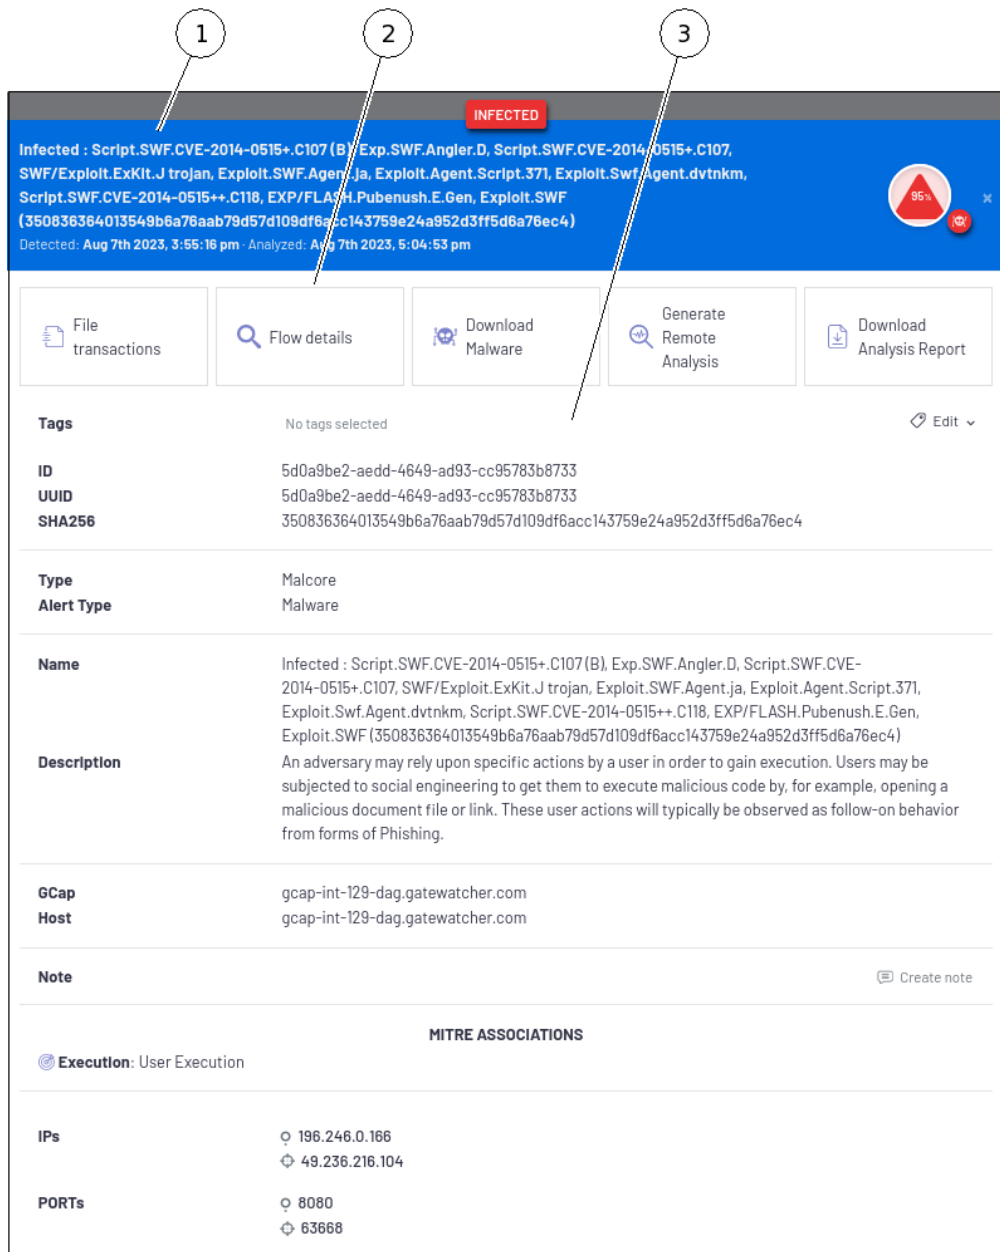 1 2 3
INFECTED
Infected : Script.SWF.CVE-2014-0515+.C107 (B), Exp.SWF.Angler.D, Script.SWF.CVE-2014-0515+.C107,
SWF/Exploit.ExKit.J trojan, Exploit.SWF.Agent.ja, Exploit.Agent.Script.371, Exploit.Swf.Agent.dvtnkm,
Script.SWF.CVE-2014-0515++.C118, EXP/FLASH.Pubenush.E.Gen, Exploit.SWF
(350836364013549b6a76aab79d57d109df6acc143759e24a952d3ff5d6a76ec4)
95%
Detected: Aug 7th 2023, 3:55:16 pm · Analyzed: Aug 7th 2023, 5:04:53 pm
File
transactions
Flow details
Download
Malware
Generate
Remote
Analysis
Download
Analysis Report
Tags No tags selected Edit
ID 5d0a9be2-aedd-4649-ad93-cc95783b8733
UUID 5d0a9be2-aedd-4649-ad93-cc95783b8733
SHA256 350836364013549b6a76aab79d57d109df6acc143759e24a952d3ff5d6a76ec4
Type Malcore
Alert Type Malware
Name Infected : Script.SWF.CVE-2014-0515+.C107 (B), Exp.SWF.Angler.D, Script.SWF.CVE-
2014-0515+.C107, SWF/Exploit.ExKit.J trojan, Exploit.SWF.Agent.ja, Exploit.Agent.Script.371,
Exploit.Swf.Agent.dvtnkm, Script.SWF.CVE-2014-0515++.C118, EXP/FLASH.Pubenush.E.Gen,
Exploit.SWF (350836364013549b6a76aab79d57d109df6acc143759e24a952d3ff5d6a76ec4)
Description An adversary may rely upon specific actions by a user in order to gain execution. Users may be
subjected to social engineering to get them to execute malicious code by, for example, opening a
malicious document file or link. These user actions will typically be observed as follow-on behavior
from forms of Phishing.
GCap gcap-int-129-dag.gatewatcher.com
Host gcap-int-129-dag.gatewatcher.com
Note Create note
MITRE ASSOCIATIONS
Execution: User Execution
IPs 196.246.0.166
49.236.216.104
PORTs 8080
63668